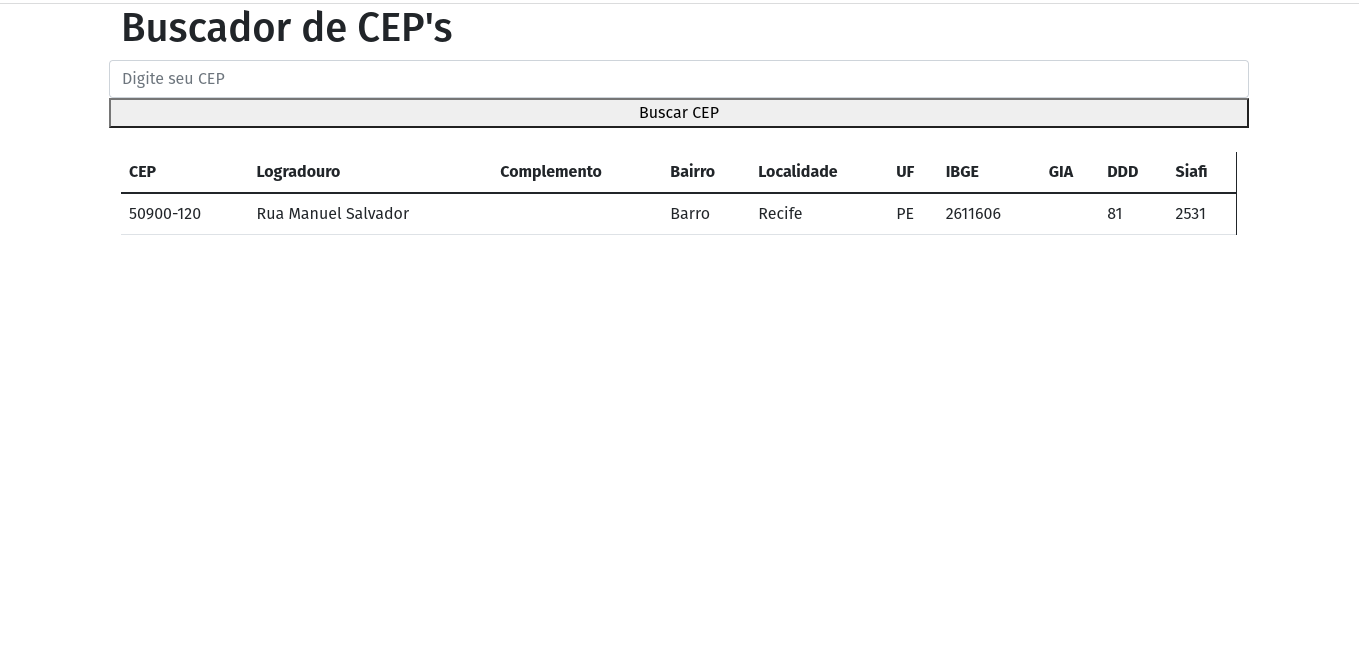 Buscador de CEP's
Digite seu CEP
Buscar CEP
CEP Logradouro Complemento Bairro Localidade UF IBGE GIA DDD Siafi
50900-120 Rua Manuel Salvador Barro Recife PE 2611606 81 2531